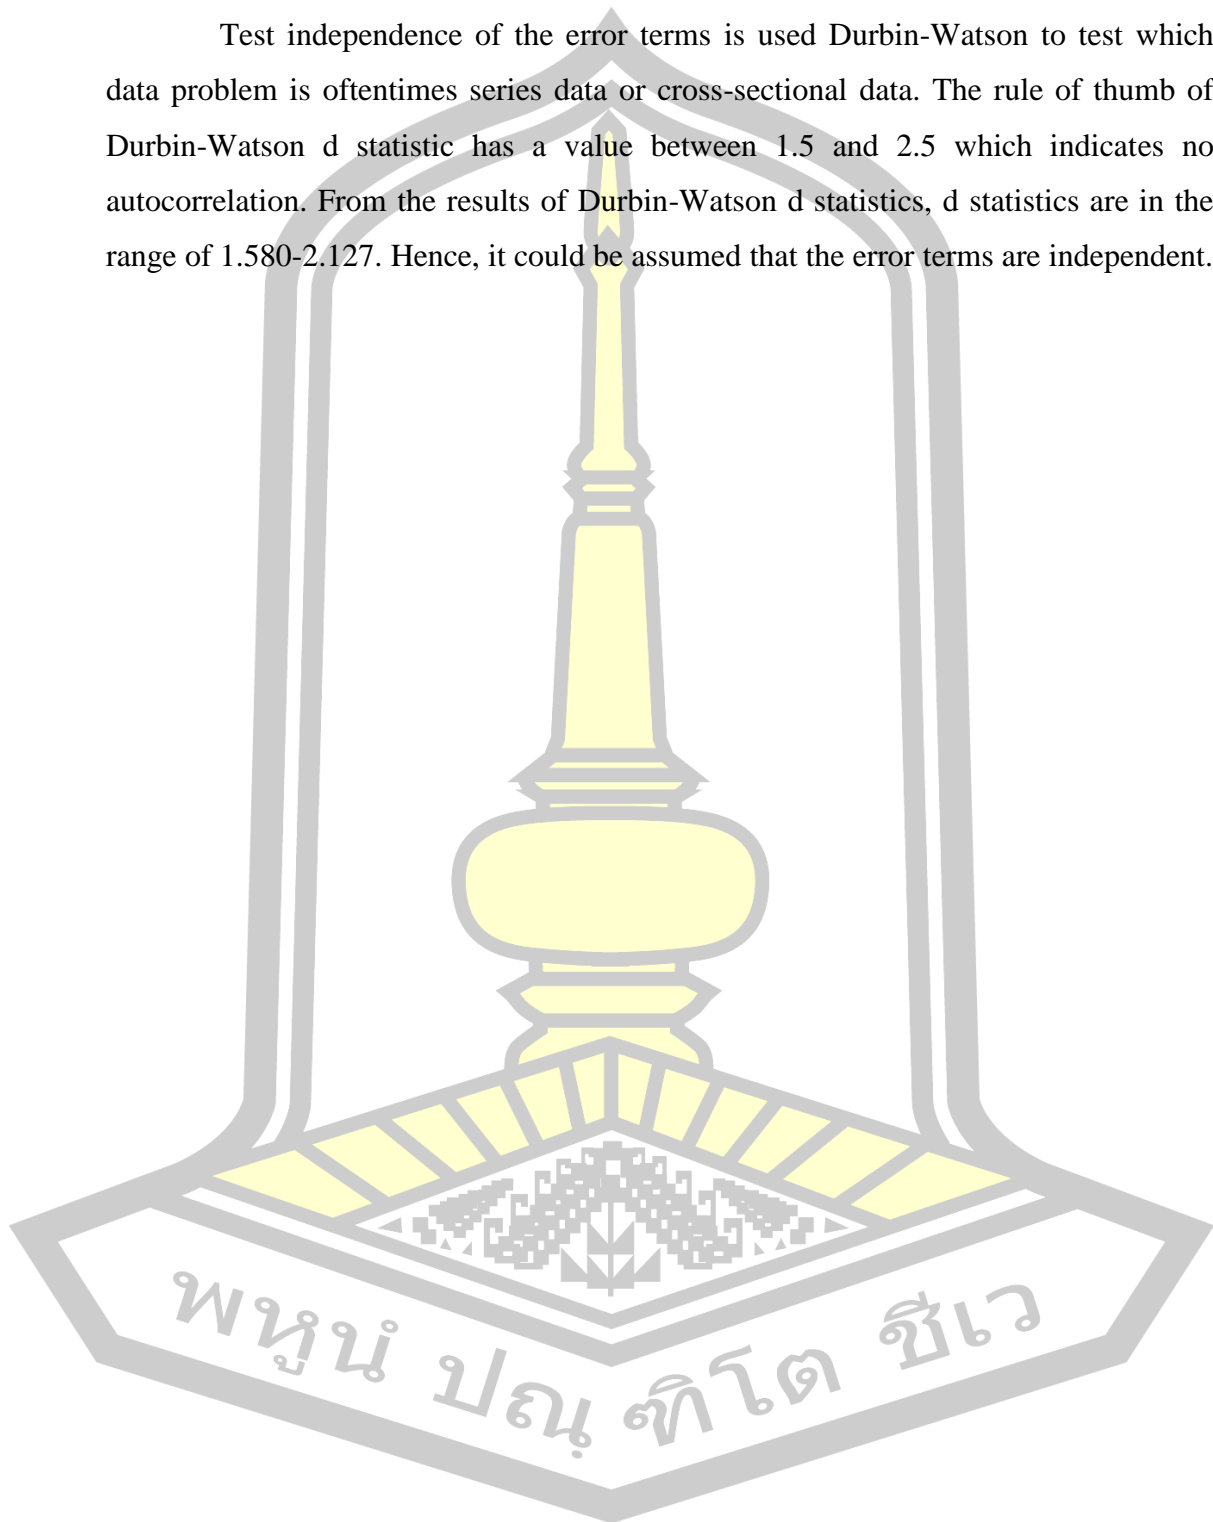 Test independence of the error terms is used Durbin-Watson to test which
data problem is oftentimes series data or cross-sectional data. The rule of thumb of
Durbin-Watson d statistic has a value between 1.5 and 2.5 which indicates no
autocorrelation. From the results of Durbin-Watson d statistics, d statistics are in the
range of 1.580-2.127. Hence, it could be assumed that the error terms are independent.
พหูนํ ปณฺ ฑิโต ชีเว